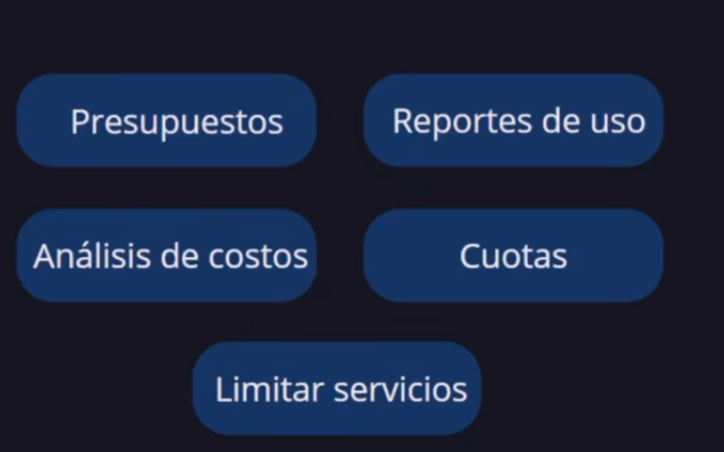 Presupuestos
Reportes de uso
Análisis de costos
Cuotas
Limitar servicios